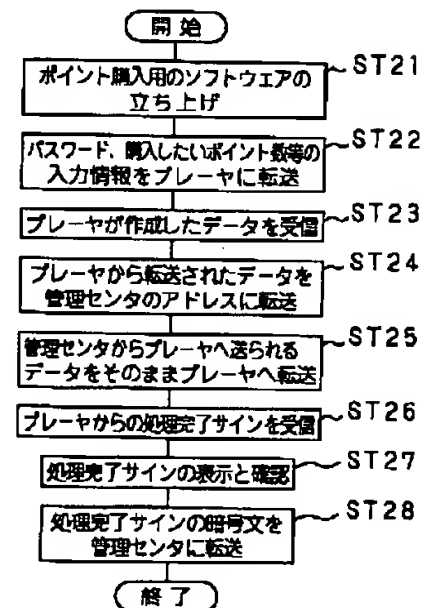 開始
ポイント購入用のソフトウェアの
立ち上げ
ST21
パスワード、購入したいポイント数等の
入力情報をプレーヤに転送
ST22
プレーヤが作成したデータを受信
ST23
プレーヤから転送されたデータを
管理センタのアドレスに転送
ST24
管理センタからプレーヤへ送られる
データをそのままプレーヤへ転送
ST25
プレーヤからの処理完了サインを受信
ST26
処理完了サインの表示と確認
ST27
処理完了サインの暗号文を
管理センタに転送
ST28
終了